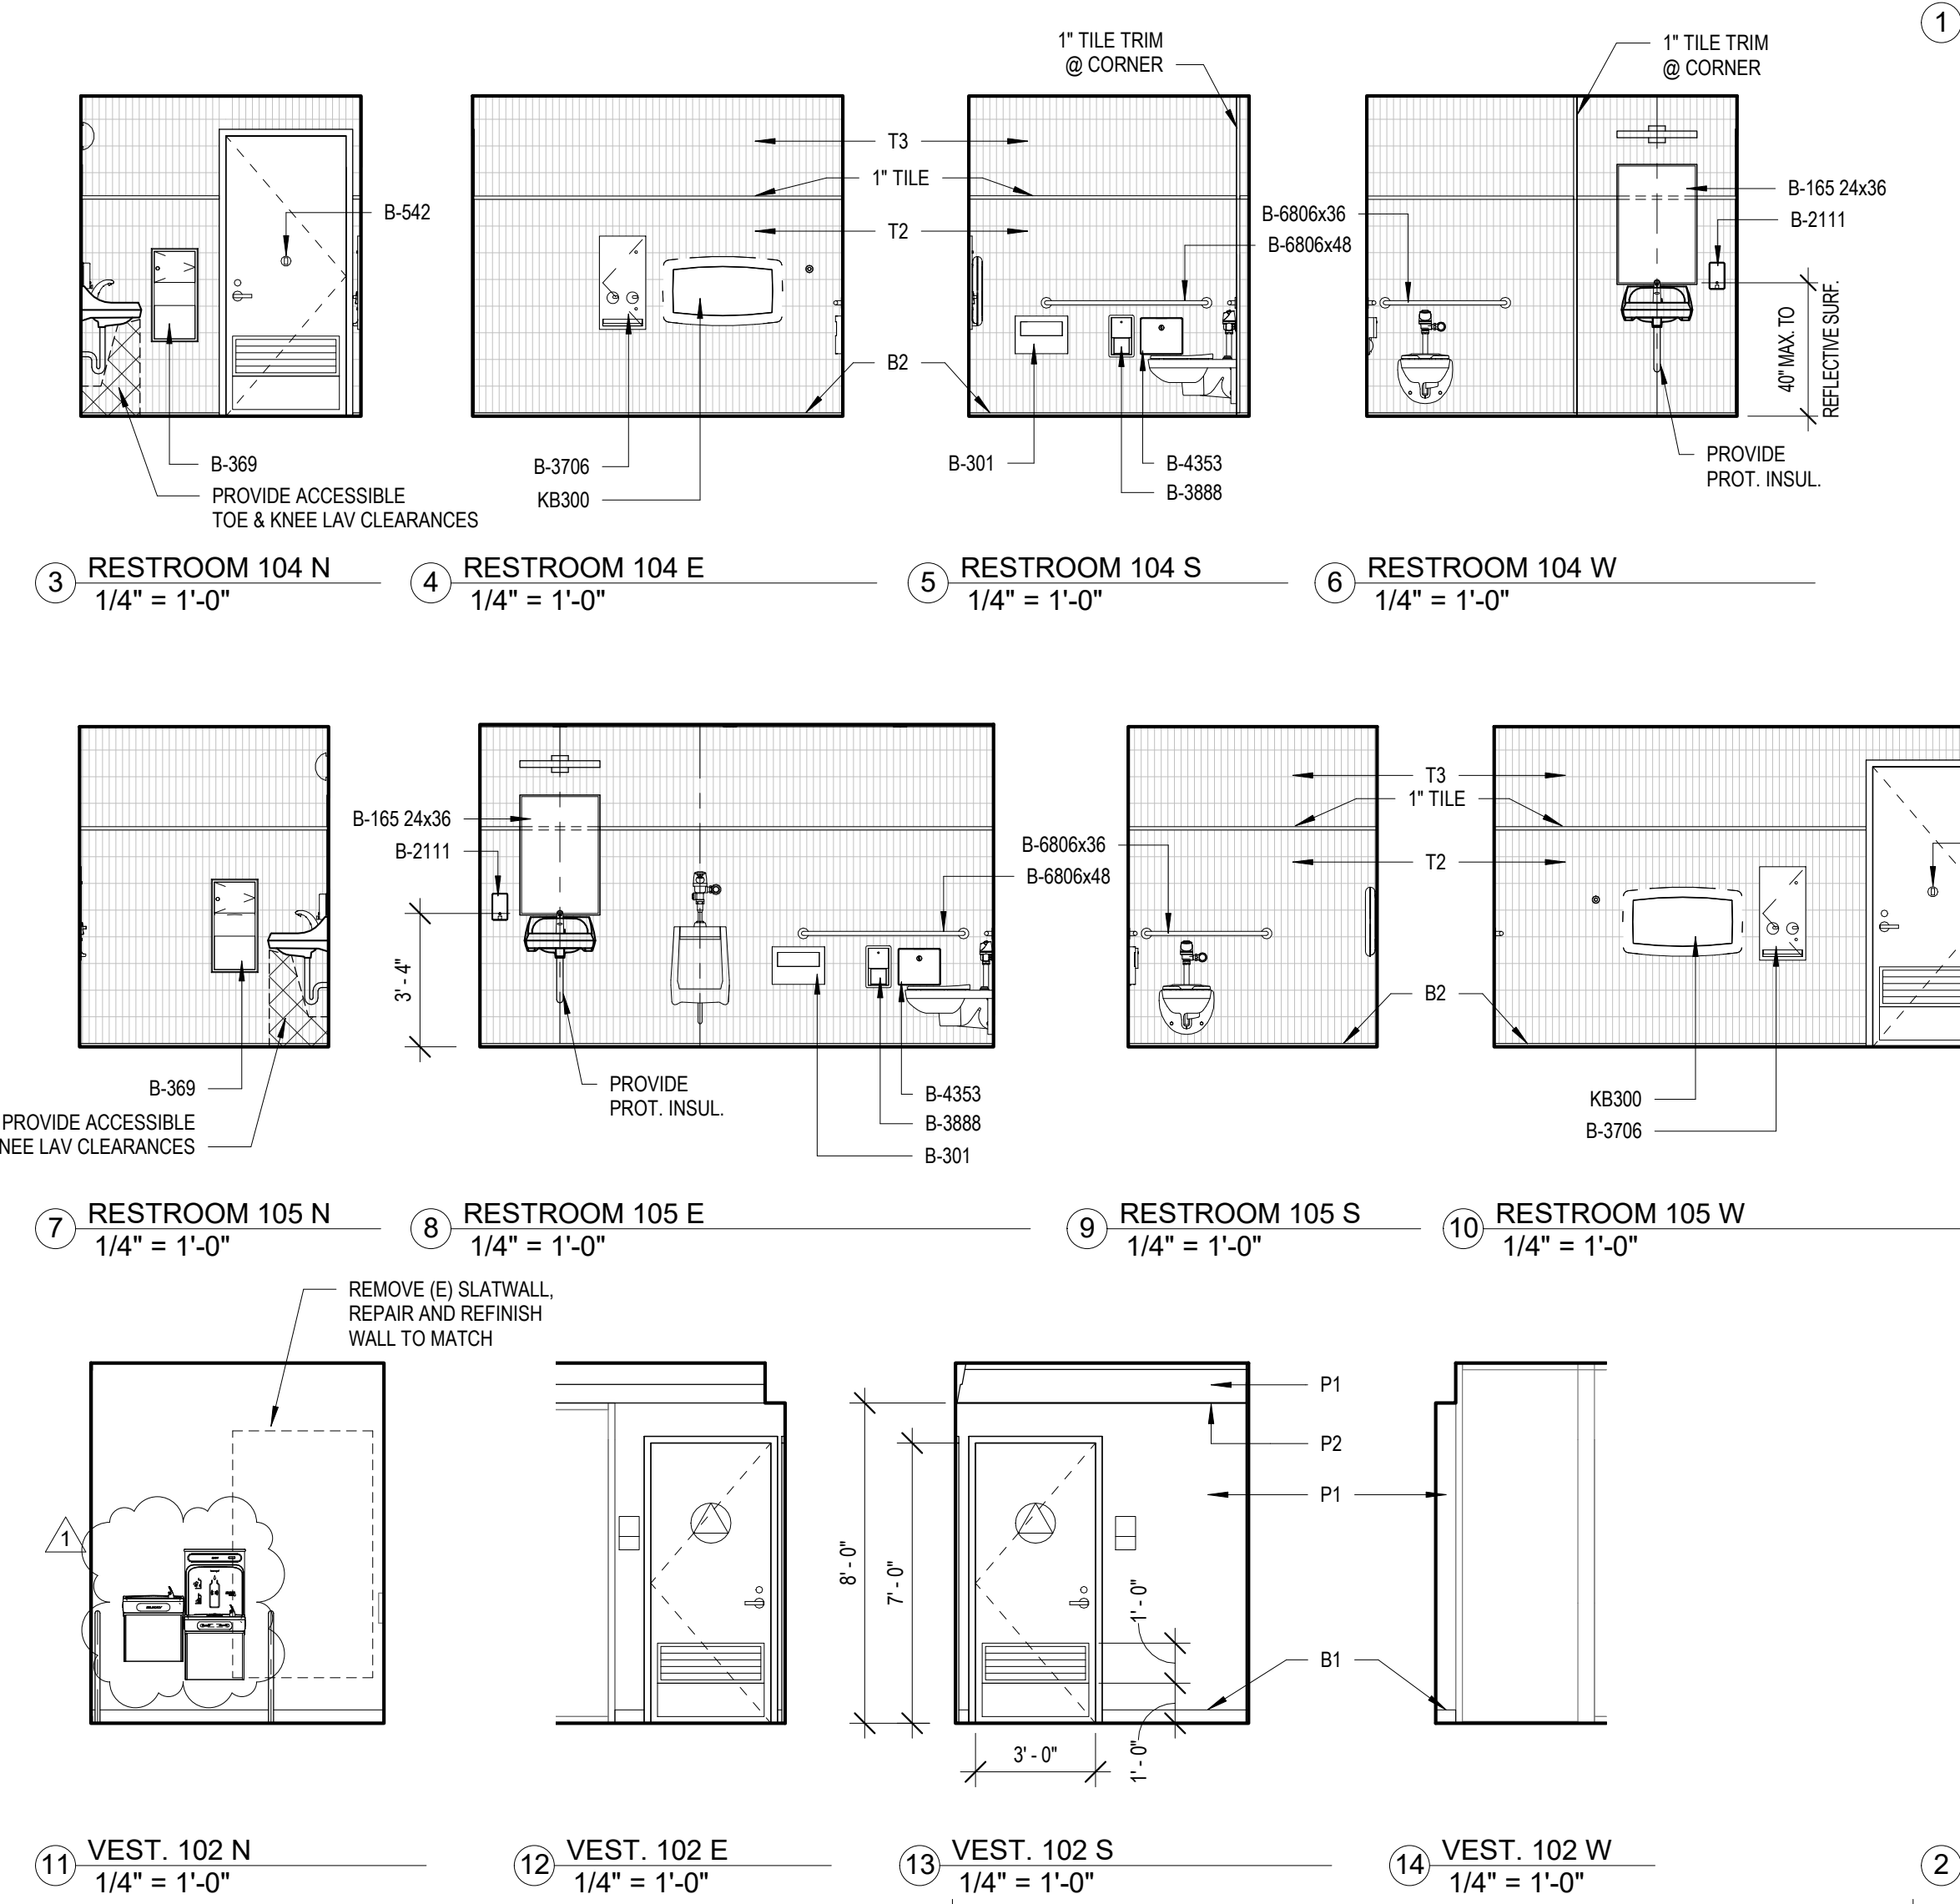 1
1" TILE TRIM
@ CORNER
1" TILE TRIM
@ CORNER
B-542
T3
1" TILE
T2
B2
B-6806x36
B-6806x48
B-165 24x36
B-2111
40" MAX. TO
REFLECTIVE SURF.
B-369
PROVIDE ACCESSIBLE
TOE & KNEE LAV CLEARANCES
B-3706
KB300
B-301
B-4353
B-3888
PROVIDE
PROT. INSUL.
3 RESTROOM 104 N
1/4" = 1'-0"
4 RESTROOM 104 E
1/4" = 1'-0"
5 RESTROOM 104 S
1/4" = 1'-0"
6 RESTROOM 104 W
1/4" = 1'-0"
B-165 24x36
B-2111
3' - 4"
B-6806x36
B-6806x48
T3
1" TILE
T2
B2
B-369
PROVIDE ACCESSIBLE
NEE LAV CLEARANCES
PROVIDE
PROT. INSUL.
B-4353
B-3888
B-301
KB300
B-3706
7 RESTROOM 105 N
1/4" = 1'-0"
8 RESTROOM 105 E
1/4" = 1'-0"
9 RESTROOM 105 S
1/4" = 1'-0"
10 RESTROOM 105 W
1/4" = 1'-0"
REMOVE (E) SLATWALL,
REPAIR AND REFINISH
WALL TO MATCH
1
8' - 0"
7' - 0"
1' - 0"
1' - 0"
3' - 0"
P1
P2
P1
B1
11 VEST. 102 N
1/4" = 1'-0"
12 VEST. 102 E
1/4" = 1'-0"
13 VEST. 102 S
1/4" = 1'-0"
14 VEST. 102 W
1/4" = 1'-0"
2